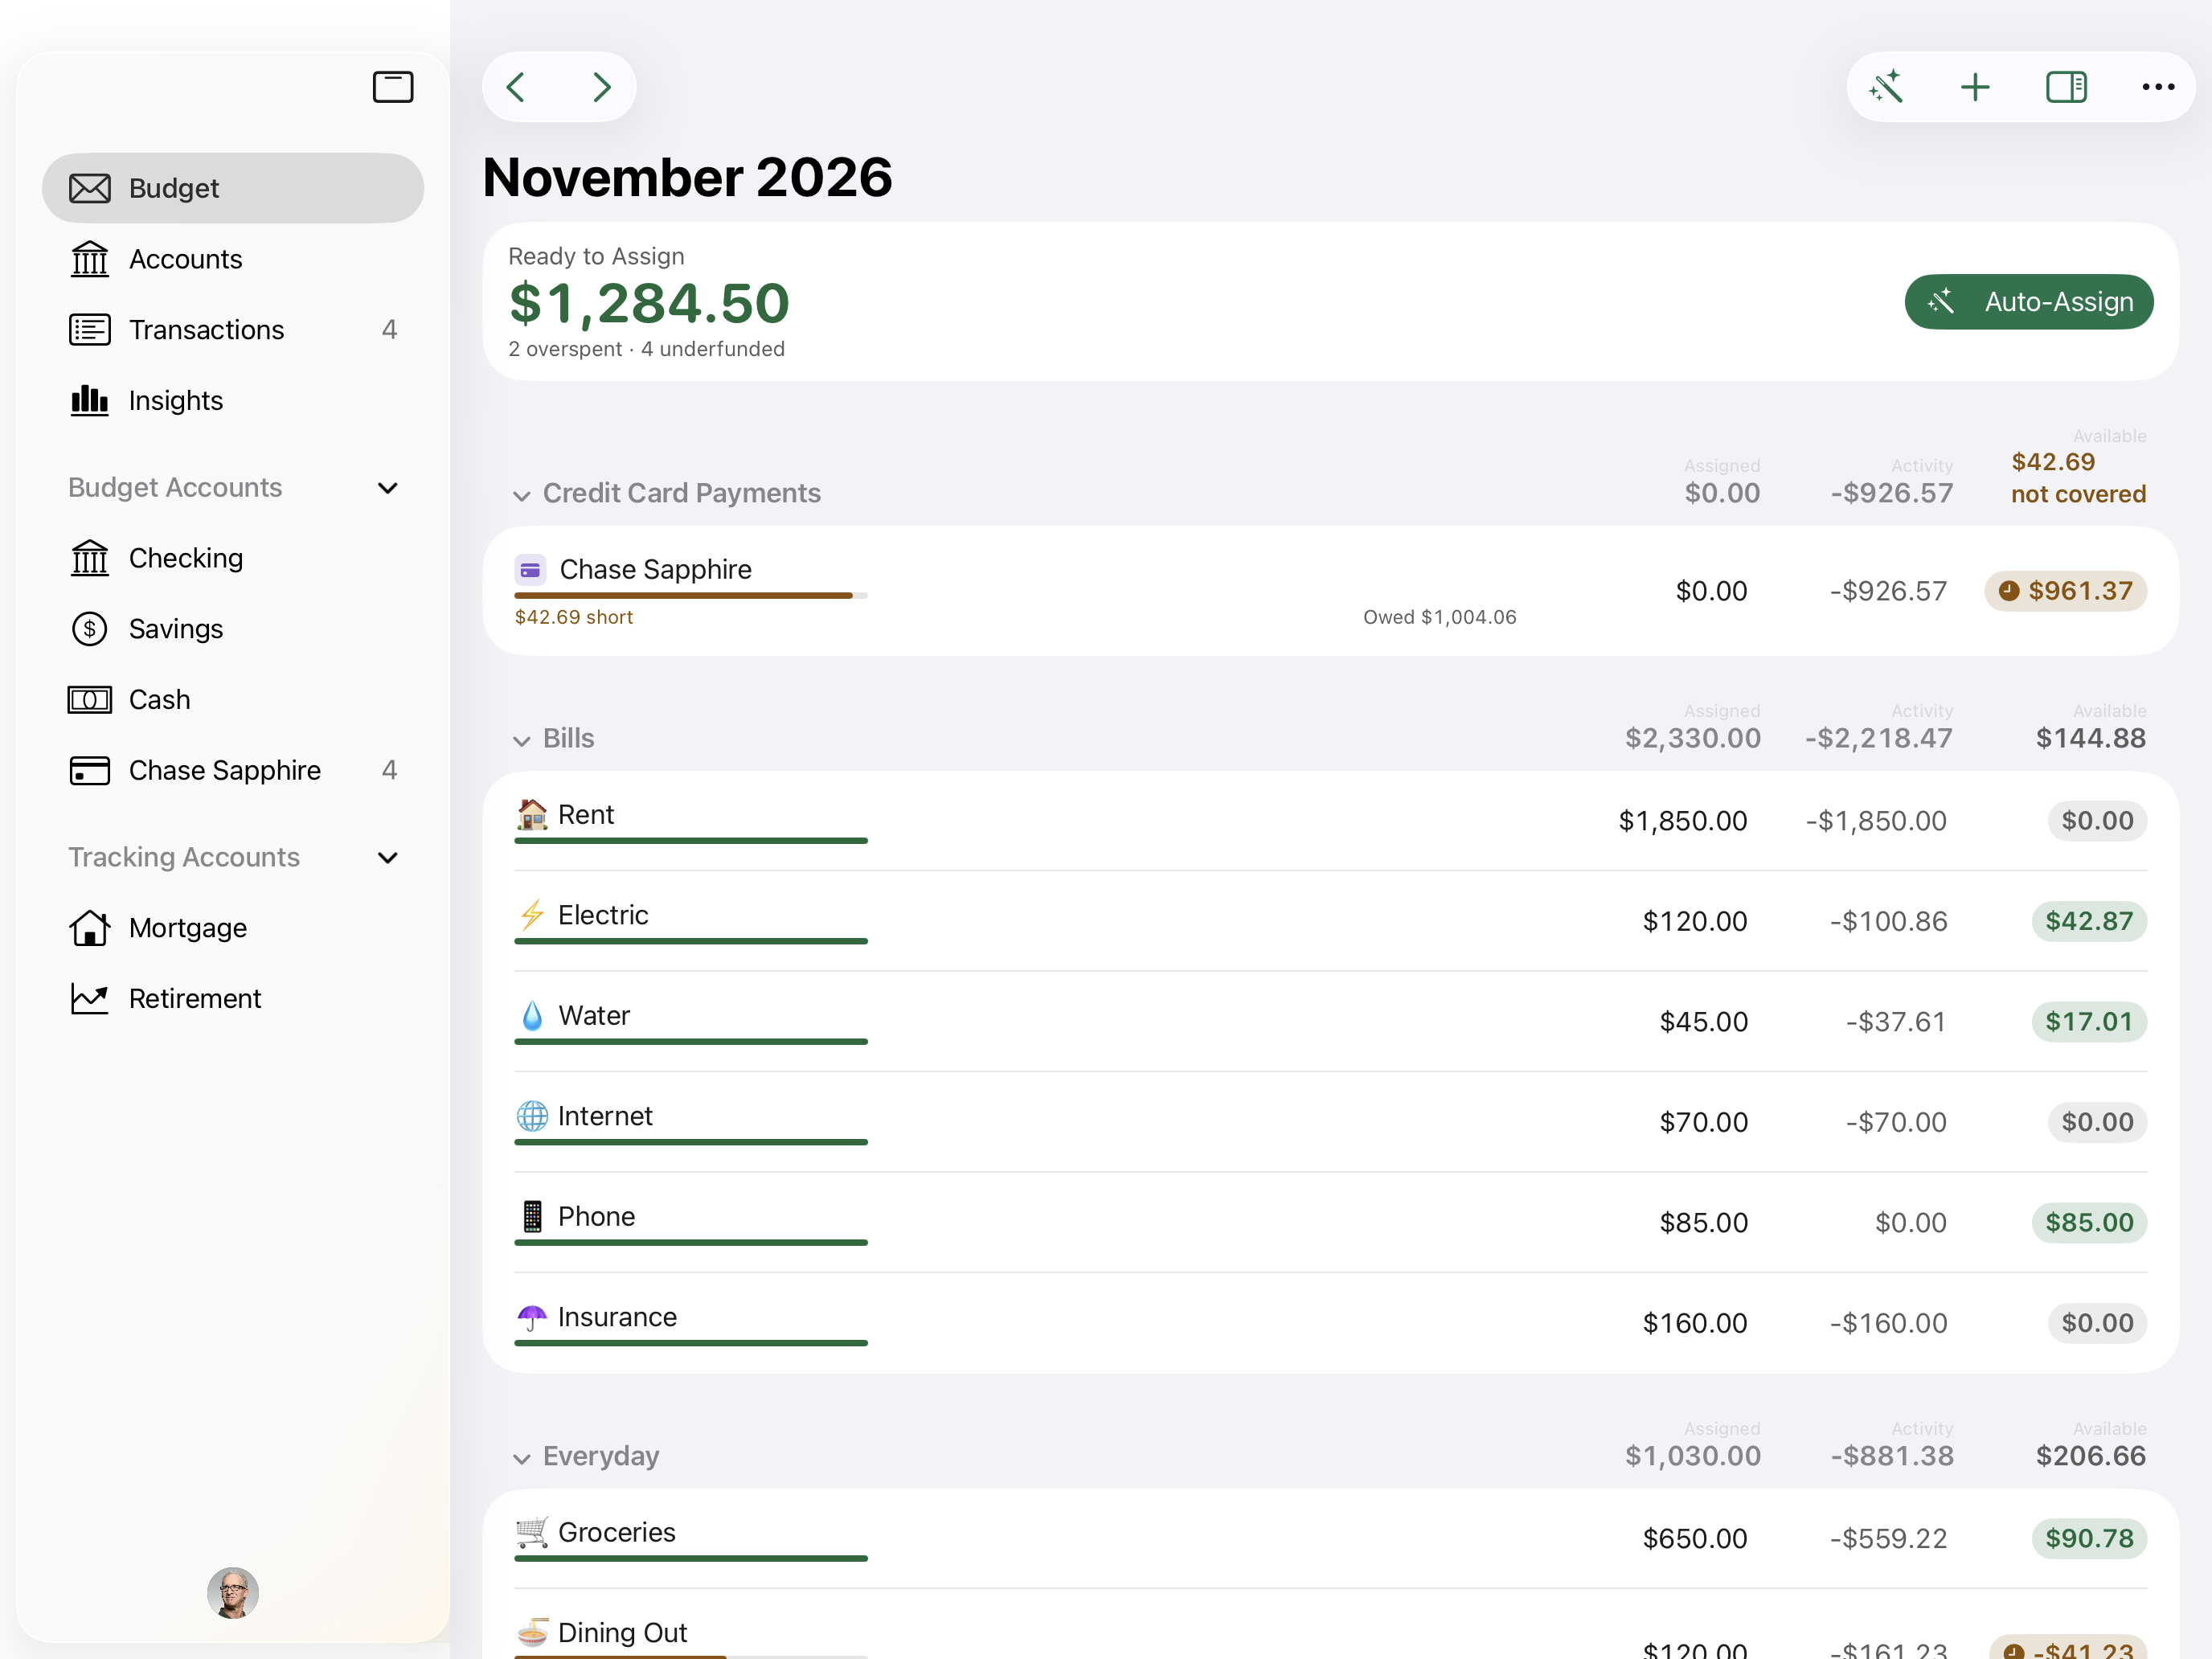 Budget
Accounts
Transactions 4
Insights
Budget Accounts
Checking
Savings
Cash
Chase Sapphire 4
Tracking Accounts
Mortgage
Retirement
November 2026
Ready to Assign
$1,284.50
2 overspent · 4 underfunded
Auto-Assign
Credit Card Payments
Assigned
$0.00
Activity
-$926.57
Available
$42.69
not covered
Chase Sapphire
$42.69 short
Owed $1,004.06
$0.00
-$926.57
$961.37
Bills
Assigned
$2,330.00
Activity
-$2,218.47
Available
$144.88
Rent
$1,850.00
-$1,850.00
$0.00
Electric
$120.00
-$100.86
$42.87
Water
$45.00
-$37.61
$17.01
Internet
$70.00
-$70.00
$0.00
Phone
$85.00
$0.00
$85.00
Insurance
$160.00
-$160.00
$0.00
Everyday
Assigned
$1,030.00
Activity
-$881.38
Available
$206.66
Groceries
$650.00
-$559.22
$90.78
Dining Out
$120.00
-$161.23
-$41.23